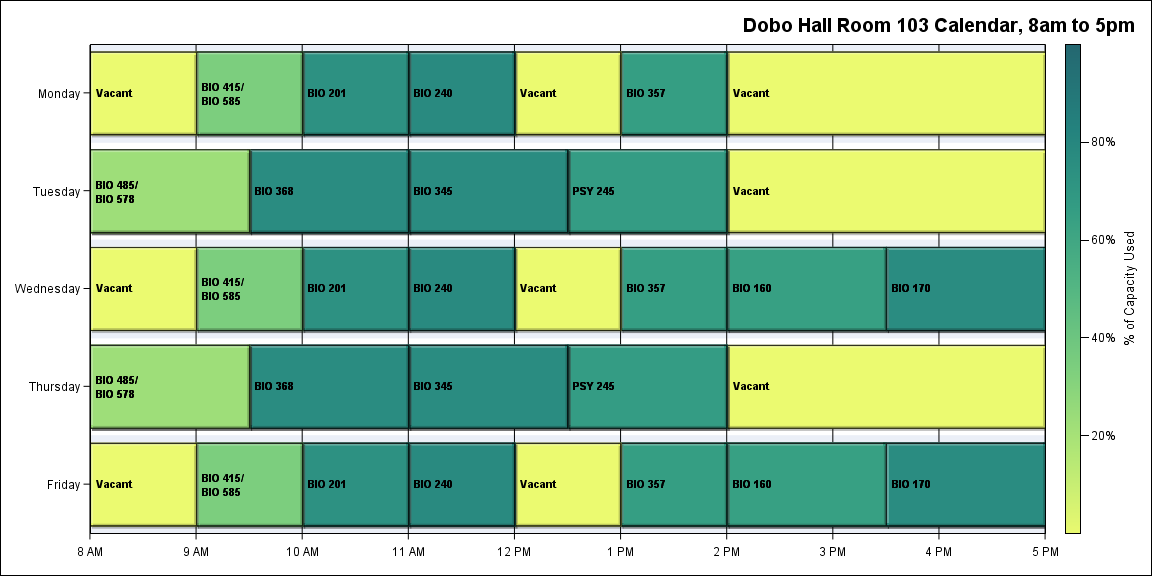 Dobo Hall Room 103 Calendar, 8am to 5pm
Monday
Vacant
BIO 415/
BIO 585
BIO 201
BIO 240
Vacant
BIO 357
Vacant
Tuesday
BIO 485/
BIO 578
BIO 368
BIO 345
PSY 245
Vacant
Wednesday
Vacant
BIO 415/
BIO 585
BIO 201
BIO 240
Vacant
BIO 357
BIO 160
BIO 170
Thursday
BIO 485/
BIO 578
BIO 368
BIO 345
PSY 245
Vacant
Friday
Vacant
BIO 415/
BIO 585
BIO 201
BIO 240
Vacant
BIO 357
BIO 160
BIO 170
8 AM
9 AM
10 AM
11 AM
12 PM
1 PM
2 PM
3 PM
4 PM
5 PM
80%
60%
40%
20%
% of Capacity Used